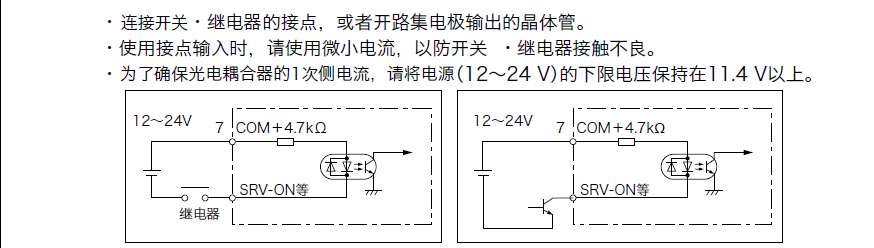 ・连接开关・继电器的接点，或者开路集电极输出的晶体管。
・使用接点输入时，请使用微小电流，以防开关 ・继电器接触不良。
・为了确保光电耦合器的1次侧电流，请将电源(12～24 V)的下限电压保持在11.4 V以上。
12～24V
7 COM＋4.7kΩ
SRV-ON等
继电器
12～24V
7 COM＋4.7kΩ
SRV-ON等